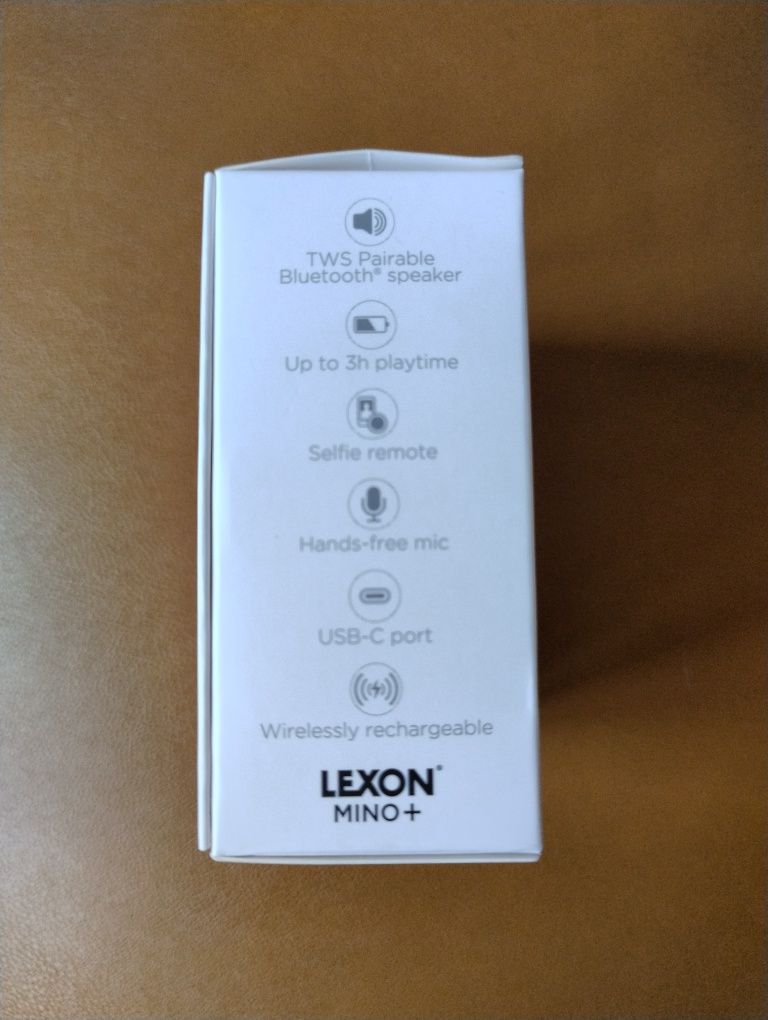 TWS Pairable
Bluetooth® speaker
Up to 3h playtime
Selfie remote
Hands-free mic
USB-C port
Wirelessly rechargeable
LEXON®
MINO+